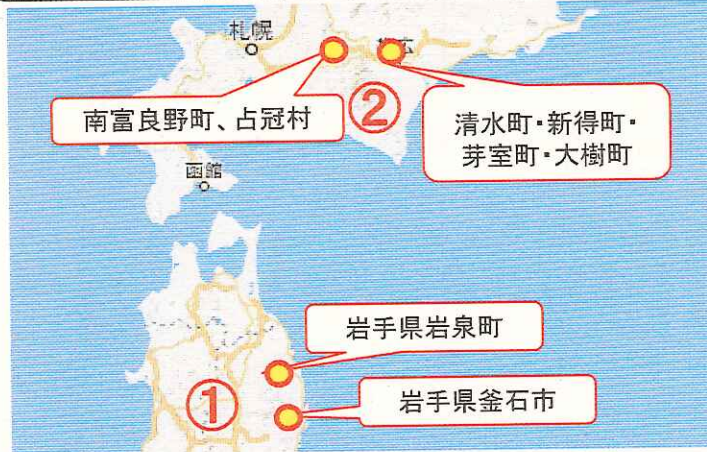 札幌
南富良野町、占冠村
②
清水町・新得町・
芽室町・大樹町
函館
岩手県岩泉町
①
岩手県釜石市